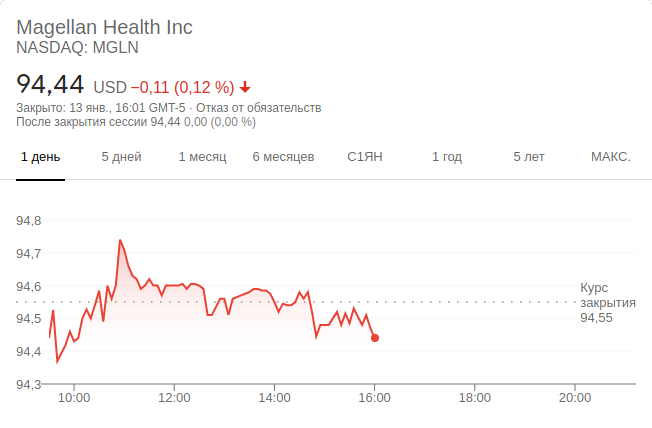 Magellan Health Inc
NASDAQ: MGLN
94,44 USD −0,11 (0,12 %)
Закрыто: 13 янв., 16:01 GMT-5 · Отказ от обязательств
После закрытия сессии 94,44 0,00 (0,00 %)
1 день 5 дней 1 месяц 6 месяцев С1ЯН 1 год 5 лет МАКС.
94,8
94,7
94,6
94,5
94,4
94,3
Курс
закрытия
94,55
10:00 12:00 14:00 16:00 18:00 20:00